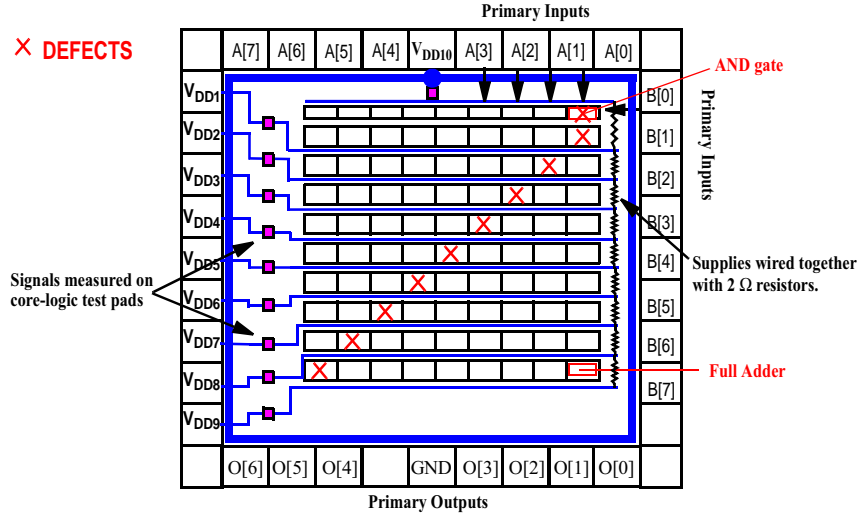 Primary Inputs
✕ DEFECTS
A[7] A[6] A[5] A[4] VDD10 A[3] A[2] A[1] A[0]
AND gate
VDD1
B[0]
VDD2
B[1]
Primary Inputs
VDD3
B[2]
VDD4
B[3]
Signals measured on
core-logic test pads
VDD5
B[4]
Supplies wired together
with 2 Ω resistors.
VDD6
B[5]
VDD7
B[6]
VDD8
B[7]
Full Adder
VDD9
O[6] O[5] O[4] GND O[3] O[2] O[1] O[0]
Primary Outputs